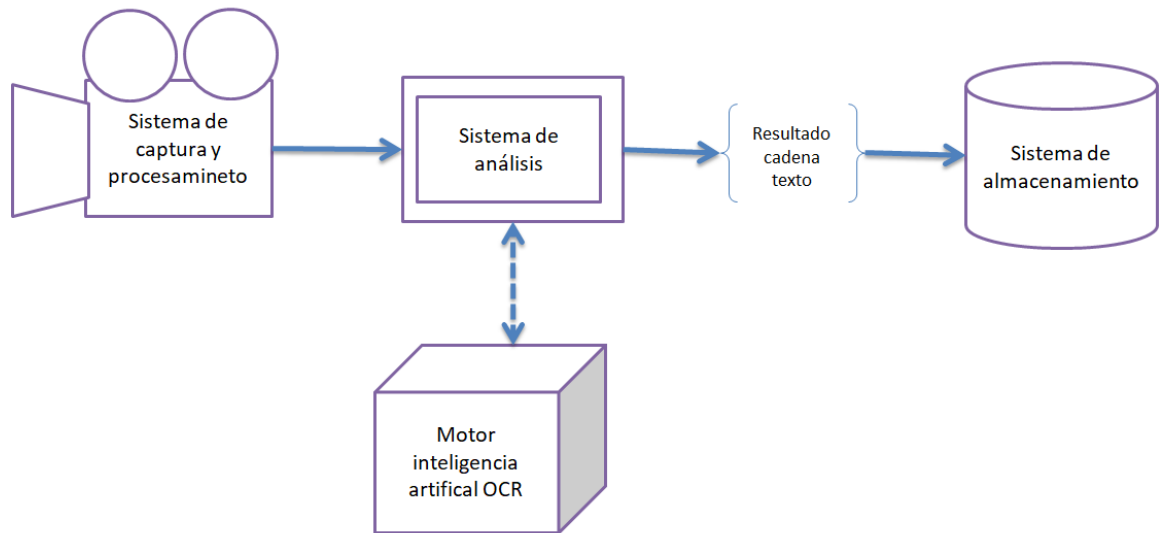 Sistema de
captura y
procesamineto
Sistema de
análisis
Resultado
cadena
texto
Sistema de
almacenamiento
Motor
inteligencia
artifical OCR